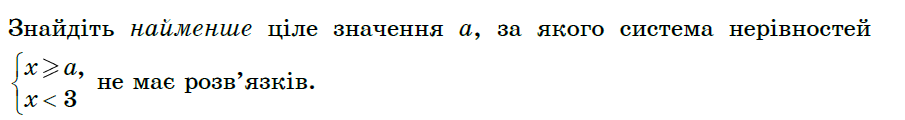 Знайдіть найменше ціле значення a, за якого система нерівностей
{x ⩾ a,
x < 3 не має розв’язків.